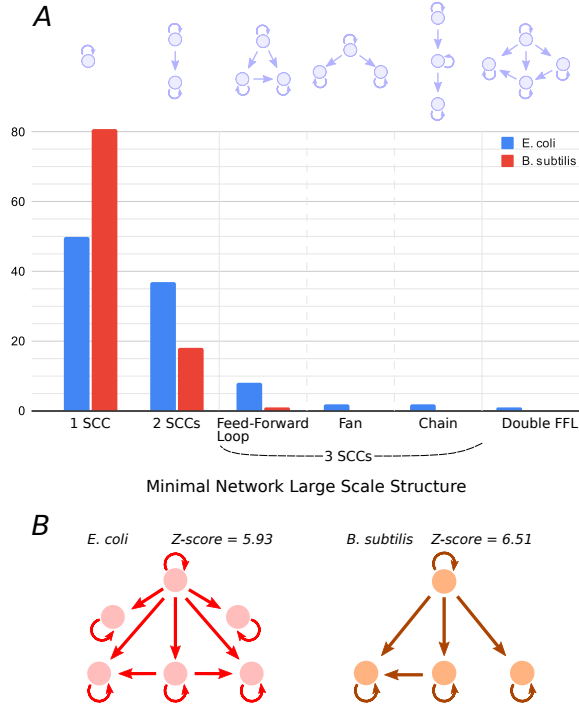 A
80
60
40
20
0
E. coli
B. subtilis
1 SCC
2 SCCs
Feed-Forward
Loop
Fan
Chain
Double FFL
3 SCCs
Minimal Network Large Scale Structure
B
E. coli Z-score = 5.93
B. subtilis Z-score = 6.51